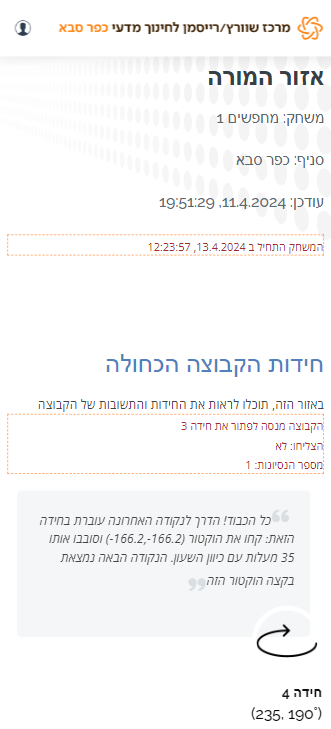 מרכז שוורץ/רייסמן לחינוך מדעי כפר סבא
אזור המורה
משחק: מחפשים 1
סניף: כפר סבא
עודכן: 11.4.2024, 19:51:29
המשחק התחיל ב 13.4.2024, 12:23:57
חידות הקבוצה הכחולה
באזור הזה, תוכלו לראות את החידות והתשובות של הקבוצה
הקבוצה מנסה לפתור את חידה 3
הצליחו: לא
מספר הנסיונות: 1
❝כל הכבוד! הדרך לנקודה האחרונה עוברת בחידה
הזאת: קחו את הוקטור (166.2-,166.2-) וסובבו אותו
35 מעלות עם כיוון השעון. הנקודה הבאה נמצאת
בקצה הוקטור הזה❞
חידה 4
(235, 190°)